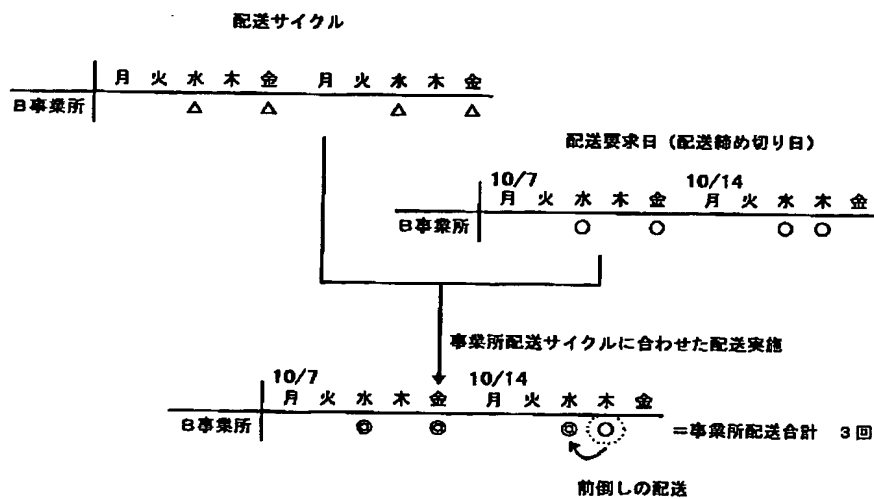 配送サイクル
月 火 水 木 金 月 火 水 木 金
B事業所 △ △ △ △
配送要求日（配送締め切り日）
10/7 10/14
月 火 水 木 金 月 火 水 木 金
B事業所 ○ ○ ○ ○
事業所配送サイクルに合わせた配送実施
10/7 10/14
月 火 水 木 金 月 火 水 木 金
B事業所 ◎ ◎ ◎ ○ =事業所配送合計 3回
前倒しの配送